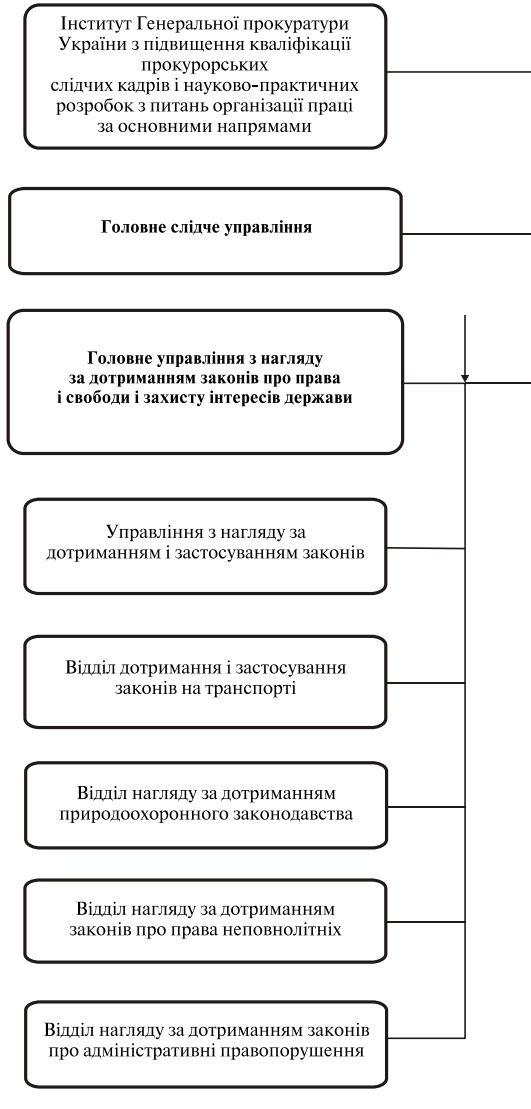 Інститут Генеральної прокуратури
України з підвищення кваліфікації
прокурорських
слідчих кадрів і науково-практичних
розробок з питань організації праці
за основними напрямами
Головне слідче управління
Головне управління з нагляду
за дотриманням законів про права
і свободи і захисту інтересів держави
Управління з нагляду за
дотриманням і застосуванням законів
Відділ дотримання і застосування
законів на транспорті
Відділ нагляду за дотриманням
природоохоронного законодавства
Відділ нагляду за дотриманням
законів про права неповнолітніх
Відділ нагляду за дотриманням законів
про адміністративні правопорушення